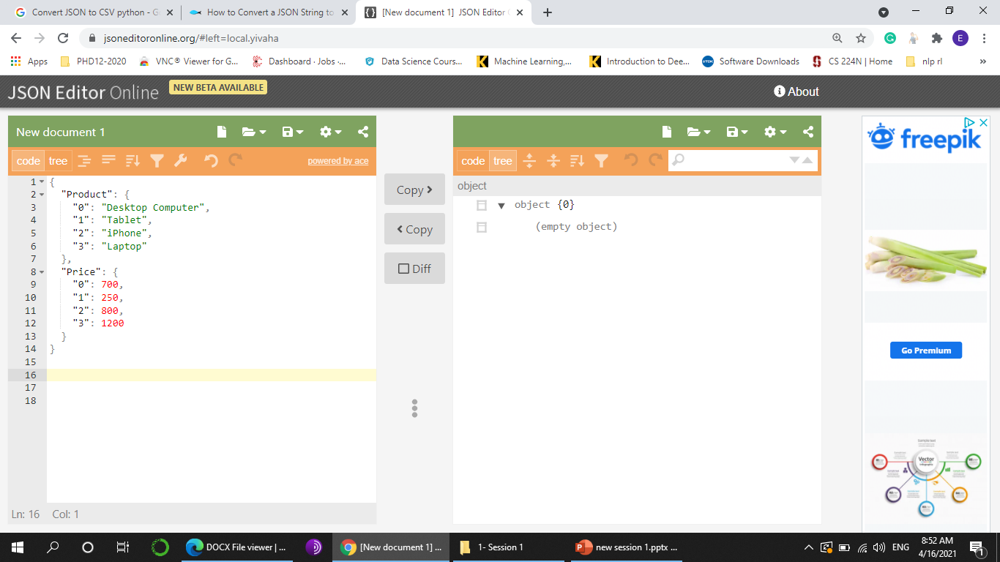 Convert JSON to CSV python - G
How to Convert a JSON String to
[New document 1] JSON Editor
jsoneditoronline.org/#left=local.yivaha
E
Apps
PHD12-2020
VNC® Viewer for G...
Dashboard · Jobs ·...
Data Science Cours...
Machine Learning,...
Introduction to Dee...
Software Downloads
CS 224N | Home
nlp rl
»
JSON Editor Online
NEW BETA AVAILABLE
About
New document 1
code tree
powered by ace
1 {
2 "Product": {
3 "0": "Desktop Computer",
4 "1": "Tablet",
5 "2": "iPhone",
6 "3": "Laptop"
7 },
8 "Price": {
9 "0": 700,
10 "1": 250,
11 "2": 800,
12 "3": 1200
13 }
14 }
15
16
17
18
Ln: 16 Col: 1
Copy >
< Copy
Diff
code tree
object
object {0}
(empty object)
freepik
Go Premium
Vector
DOCX File viewer | ...
[New document 1] ...
1- Session 1
new session 1.pptx ...
ENG
8:52 AM
4/16/2021
1